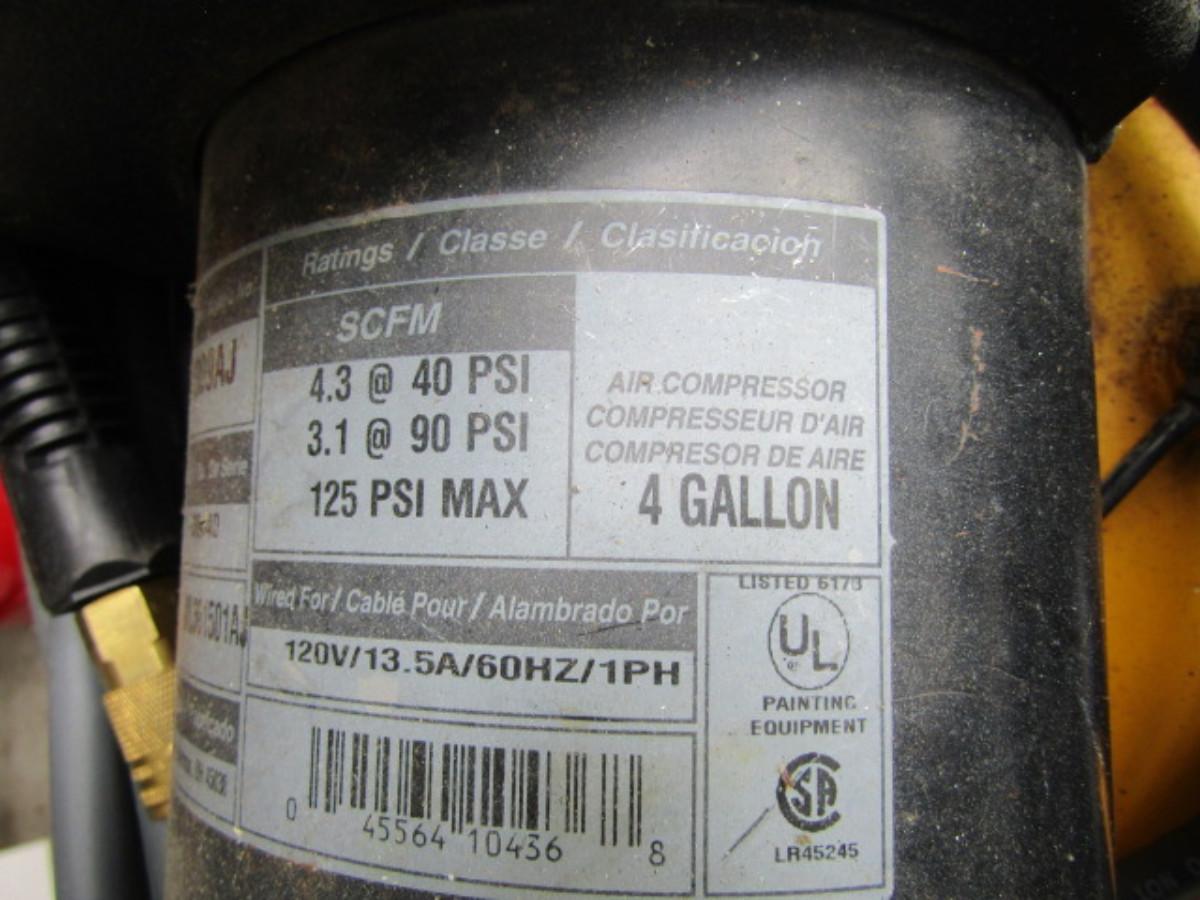 Ratings / Classe / Clasificacion
SCFM
4.3 @ 40 PSI
3.1 @ 90 PSI
125 PSI MAX
AIR COMPRESSOR
COMPRESSEUR D'AIR
COMPRESOR DE AIRE
4 GALLON
Wired For / Cablé Pour / Alambrado Por
120V/13.5A/60HZ/1PH
LISTED 6178
UL
PAINTING
EQUIPMENT
LR45245
0 45564 10436 8